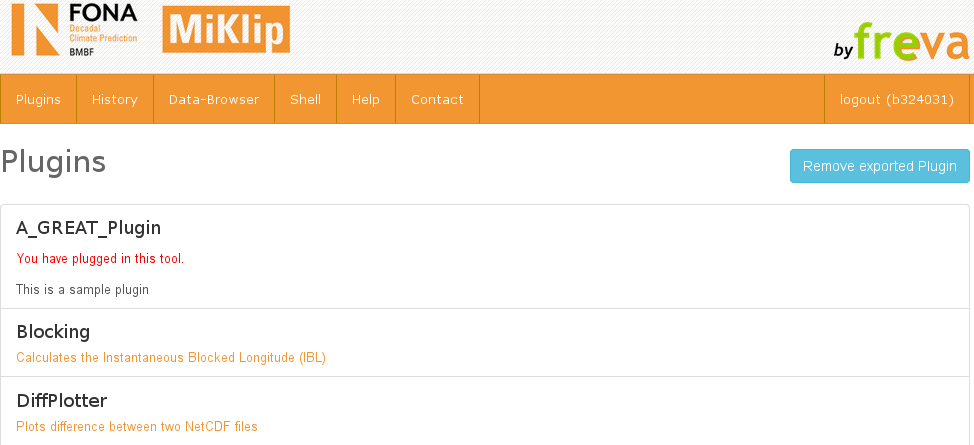 FONA
Decadal
Climate Prediction
BMBF
MiKlip
by freva
Plugins History Data-Browser Shell Help Contact logout (b324031)
Plugins
Remove exported Plugin
A_GREAT_Plugin
You have plugged in this tool.
This is a sample plugin
Blocking
Calculates the Instantaneous Blocked Longitude (IBL)
DiffPlotter
Plots difference between two NetCDF files